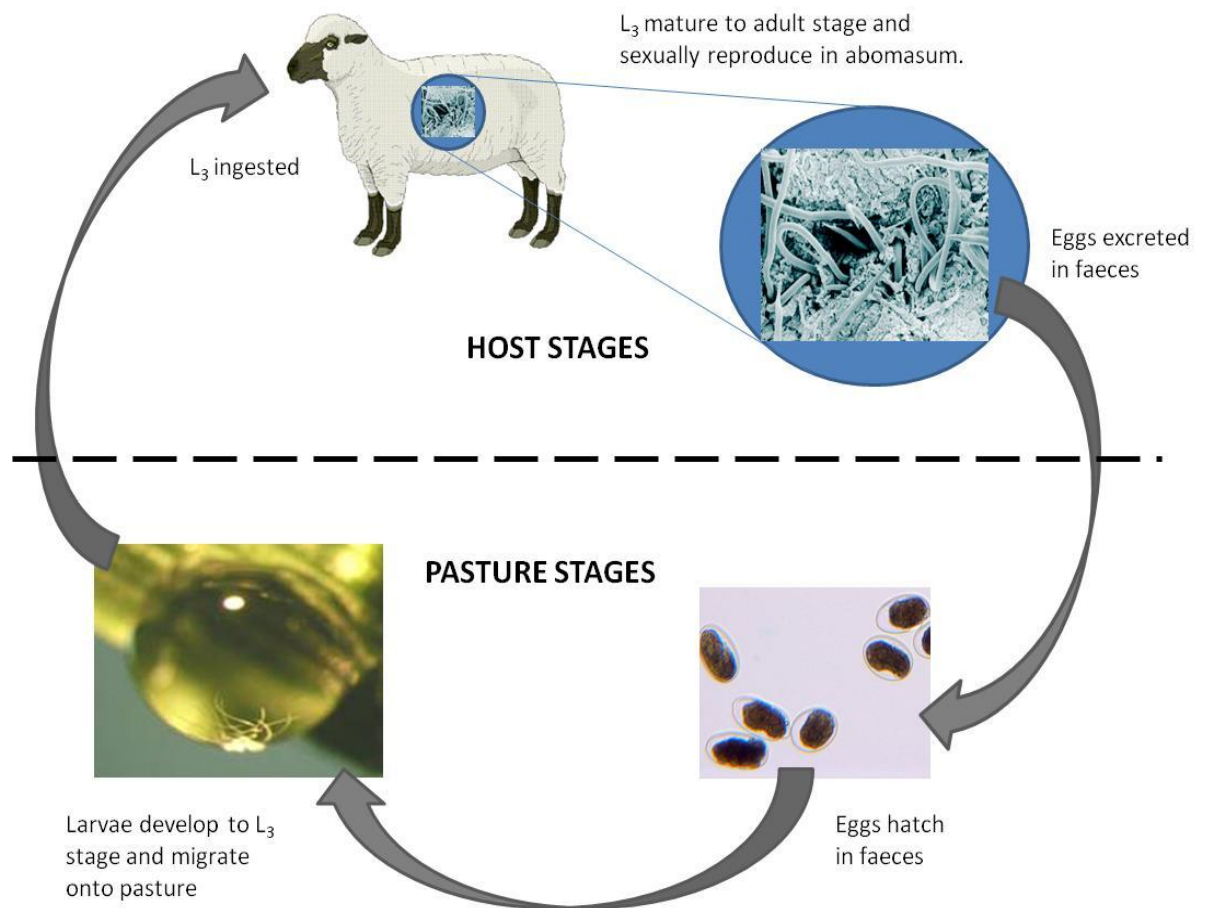 L₃ mature to adult stage and
sexually reproduce in abomasum.
L₃ ingested
Eggs excreted
in faeces
HOST STAGES
PASTURE STAGES
Larvae develop to L₃
stage and migrate
onto pasture
Eggs hatch
in faeces